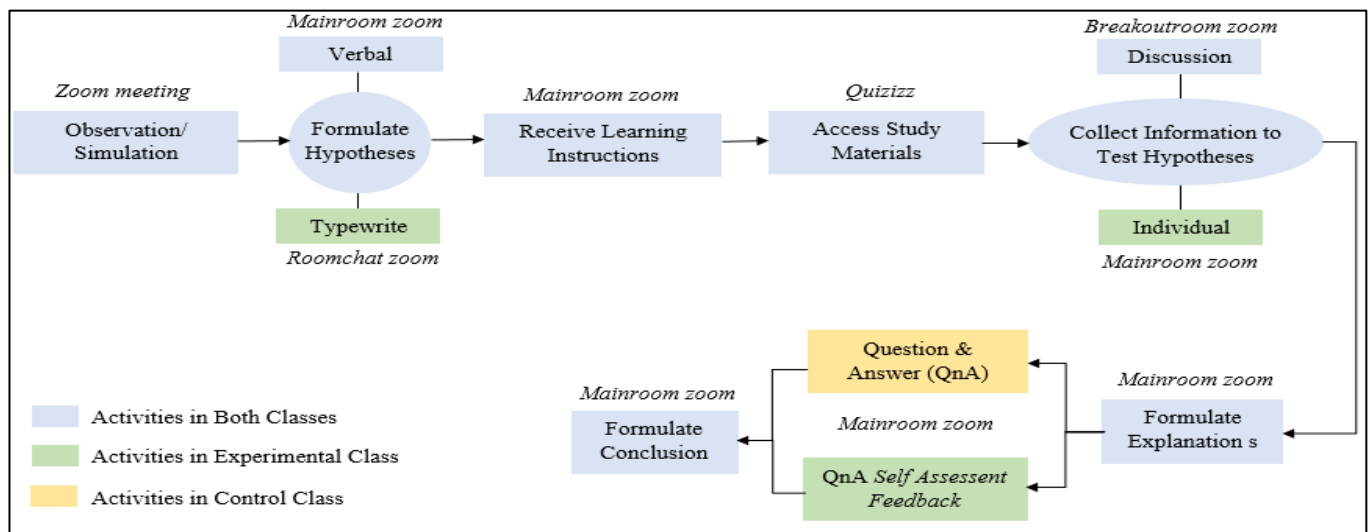 Mainroom zoom
Verbal
Zoom meeting
Observation/
Simulation
Formulate
Hypotheses
Typewrite
Roomchat zoom
Mainroom zoom
Receive Learning
Instructions
Quizizz
Access Study
Materials
Breakoutroom zoom
Discussion
Collect Information to
Test Hypotheses
Individual
Mainroom zoom
Mainroom zoom
Formulate
Explanation s
Question &
Answer (QnA)
Mainroom zoom
QnA Self Assessent
Feedback
Mainroom zoom
Formulate
Conclusion
Activities in Both Classes
Activities in Experimental Class
Activities in Control Class